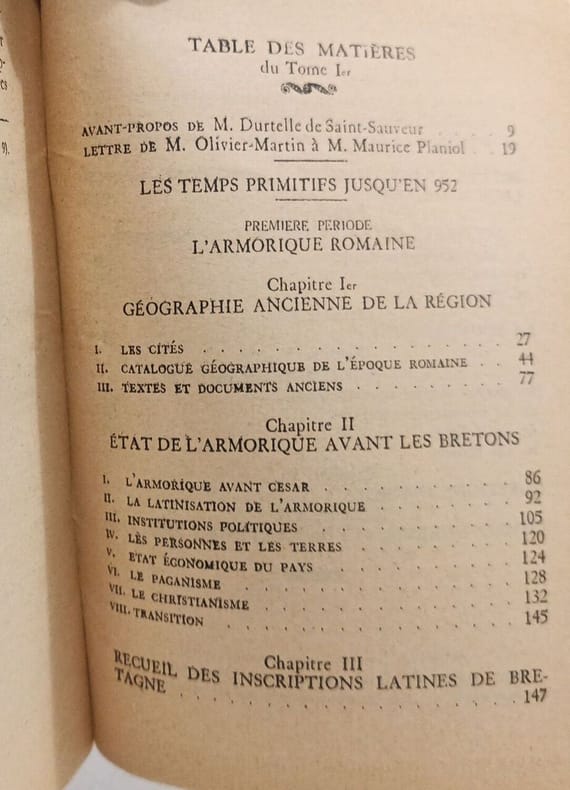 TABLE DES MATIÈRES
du Tome Ier
AVANT-PROPOS DE M. Durtelle de Saint-Sauveur . . . . 9
LETTRE DE M. Olivier-Martin à M. Maurice Planiol . . 19
LES TEMPS PRIMITIFS JUSQU'EN 952
PREMIERE PERIODE
L'ARMORIQUE ROMAINE
Chapitre Ier
GÉOGRAPHIE ANCIENNE DE LA RÉGION
I. LES CITÉS . . . . . . . . . . . . . . . . 27
II. CATALOGUE GÉOGRAPHIQUE DE L'ÉPOQUE ROMAINE . . 44
III. TEXTES ET DOCUMENTS ANCIENS . . . . . . . . 77
Chapitre II
ÉTAT DE L'ARMORIQUE AVANT LES BRETONS
I. L'ARMORIQUE AVANT CESAR . . . . . . . . . . 86
II. LA LATINISATION DE L'ARMORIQUE . . . . . . . 92
III. INSTITUTIONS POLITIQUES . . . . . . . . . . 105
IV. LES PERSONNES ET LES TERRES . . . . . . . . 120
V. ETAT ÉCONOMIQUE DU PAYS . . . . . . . . . 124
VI. LE PAGANISME . . . . . . . . . . . . . 128
VII. LE CHRISTIANISME . . . . . . . . . . . . 132
VIII. TRANSITION . . . . . . . . . . . . . . 145
Chapitre III
RECUEIL DES INSCRIPTIONS LATINES DE BRE-
TAGNE . . . . . . . . . . . . . . . . 147